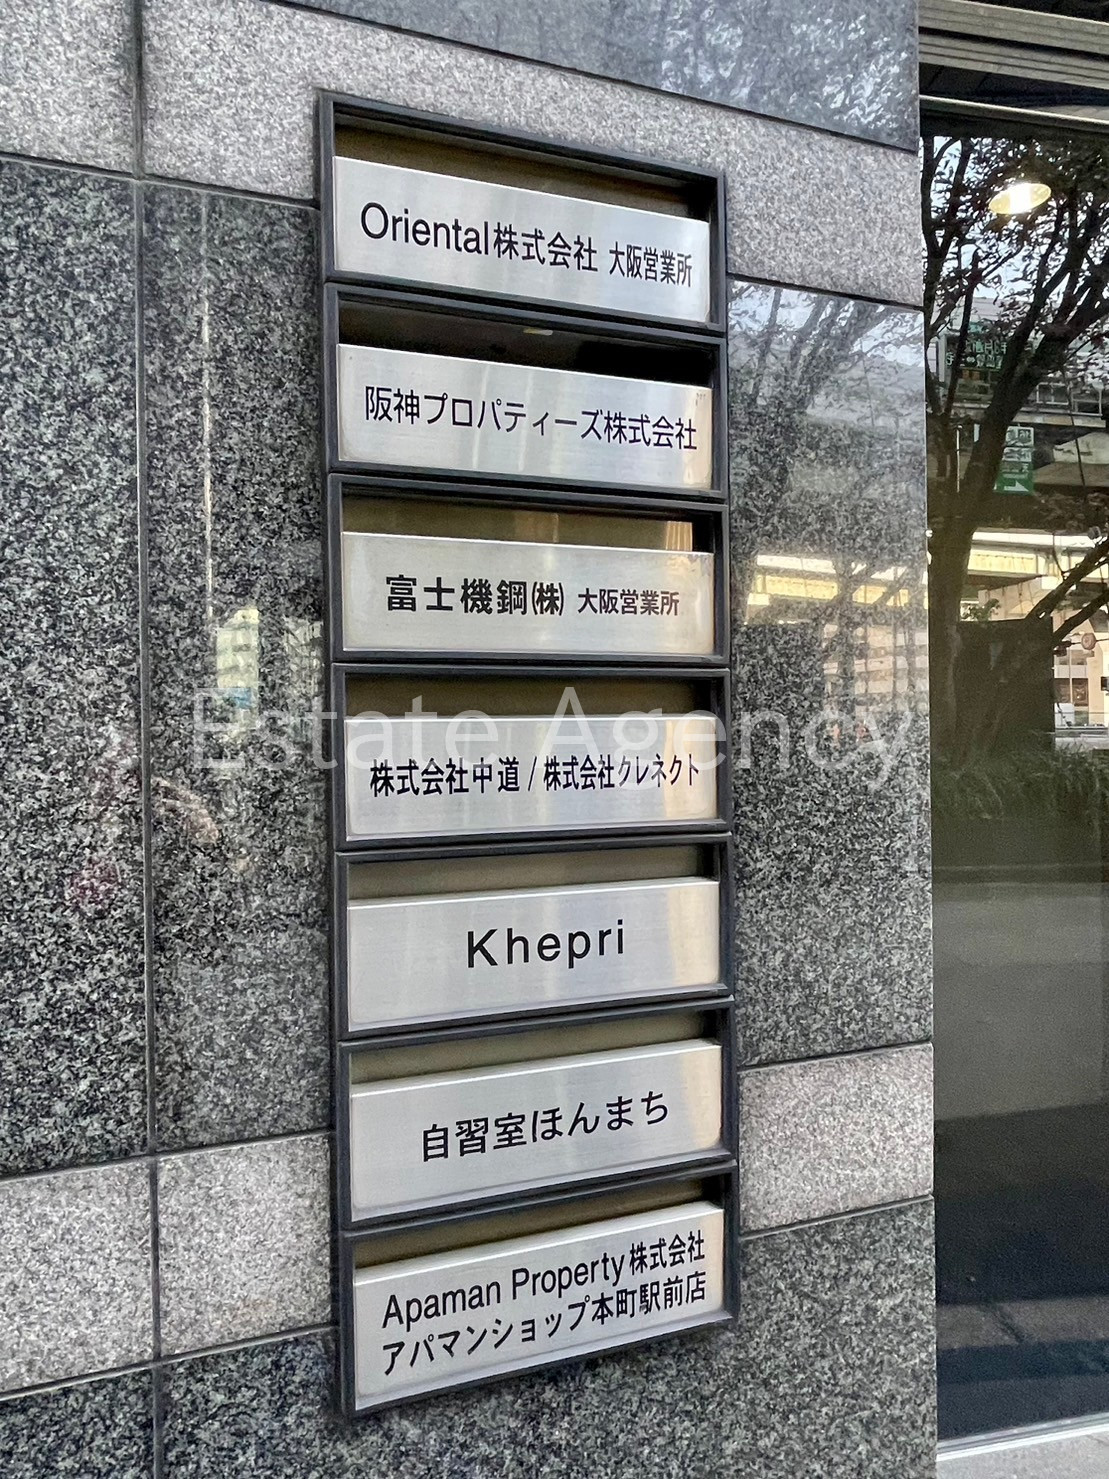 Oriental株式会社 大阪営業所
阪神プロパティーズ株式会社
富士機鋼(株) 大阪営業所
Estate Agency
株式会社中道 / 株式会社クレネクト
Khepri
自習室ほんまち
Apaman Property株式会社
アパマンショップ本町駅前店